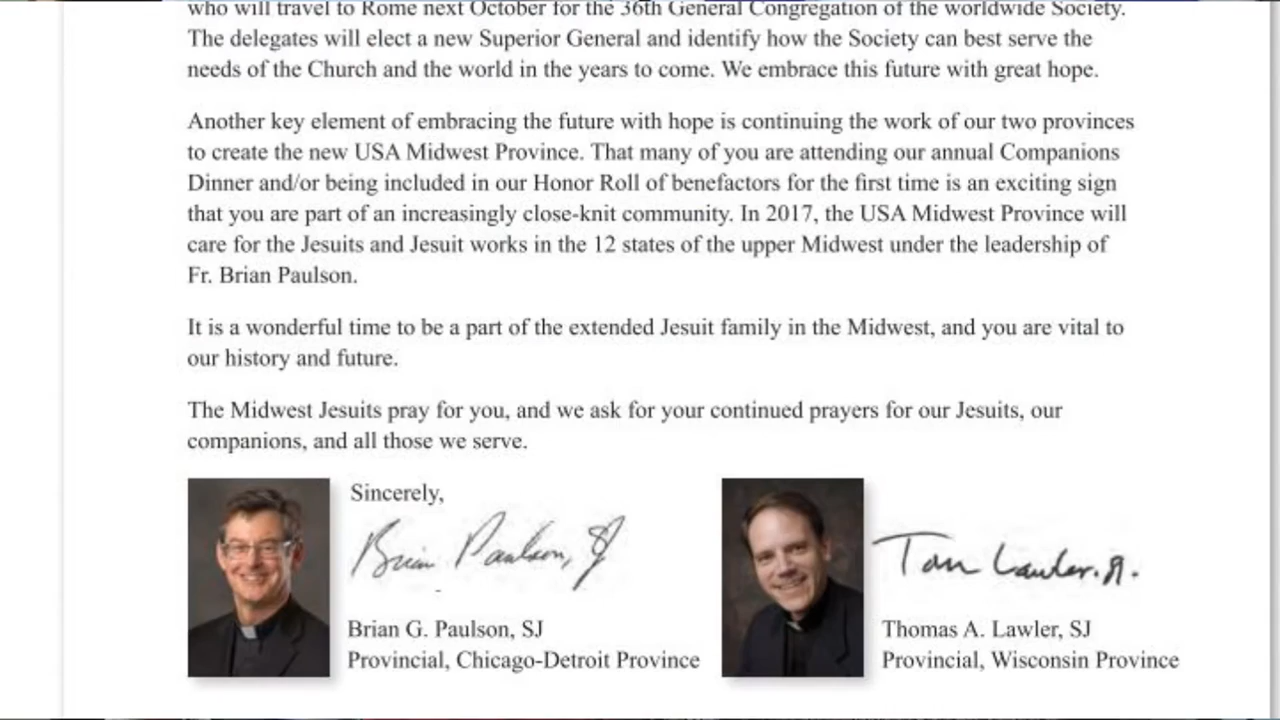 who will travel to Rome next October for the 36th General Congregation of the worldwide Society.
The delegates will elect a new Superior General and identify how the Society can best serve the
needs of the Church and the world in the years to come. We embrace this future with great hope.
Another key element of embracing the future with hope is continuing the work of our two provinces
to create the new USA Midwest Province. That many of you are attending our annual Companions
Dinner and/or being included in our Honor Roll of benefactors for the first time is an exciting sign
that you are part of an increasingly close-knit community. In 2017, the USA Midwest Province will
care for the Jesuits and Jesuit works in the 12 states of the upper Midwest under the leadership of
Fr. Brian Paulson.
It is a wonderful time to be a part of the extended Jesuit family in the Midwest, and you are vital to
our history and future.
The Midwest Jesuits pray for you, and we ask for your continued prayers for our Jesuits, our
companions, and all those we serve.
Sincerely,
Brian Paulson, SJ
Tom Lawler. SJ.
Brian G. Paulson, SJ
Provincial, Chicago-Detroit Province
Thomas A. Lawler, SJ
Provincial, Wisconsin Province